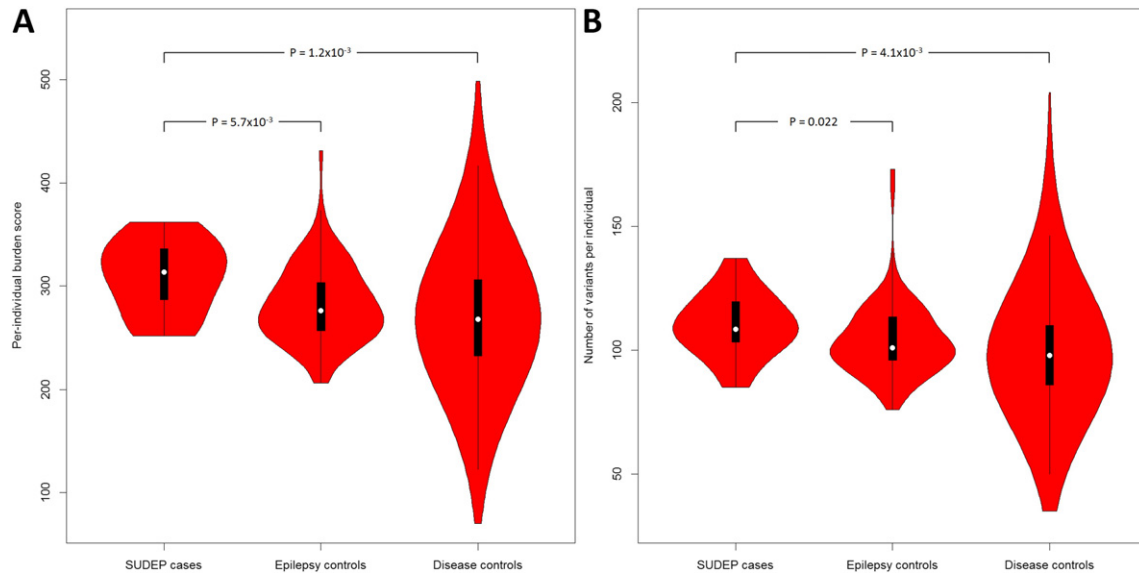 A
P = 1.2x10⁻³
P = 5.7x10⁻³
Per-individual burden score
500
400
300
200
100
SUDEP cases
Epilepsy controls
Disease controls
B
P = 4.1x10⁻³
P = 0.022
Number of variants per individual
200
150
100
50
SUDEP cases
Epilepsy controls
Disease controls